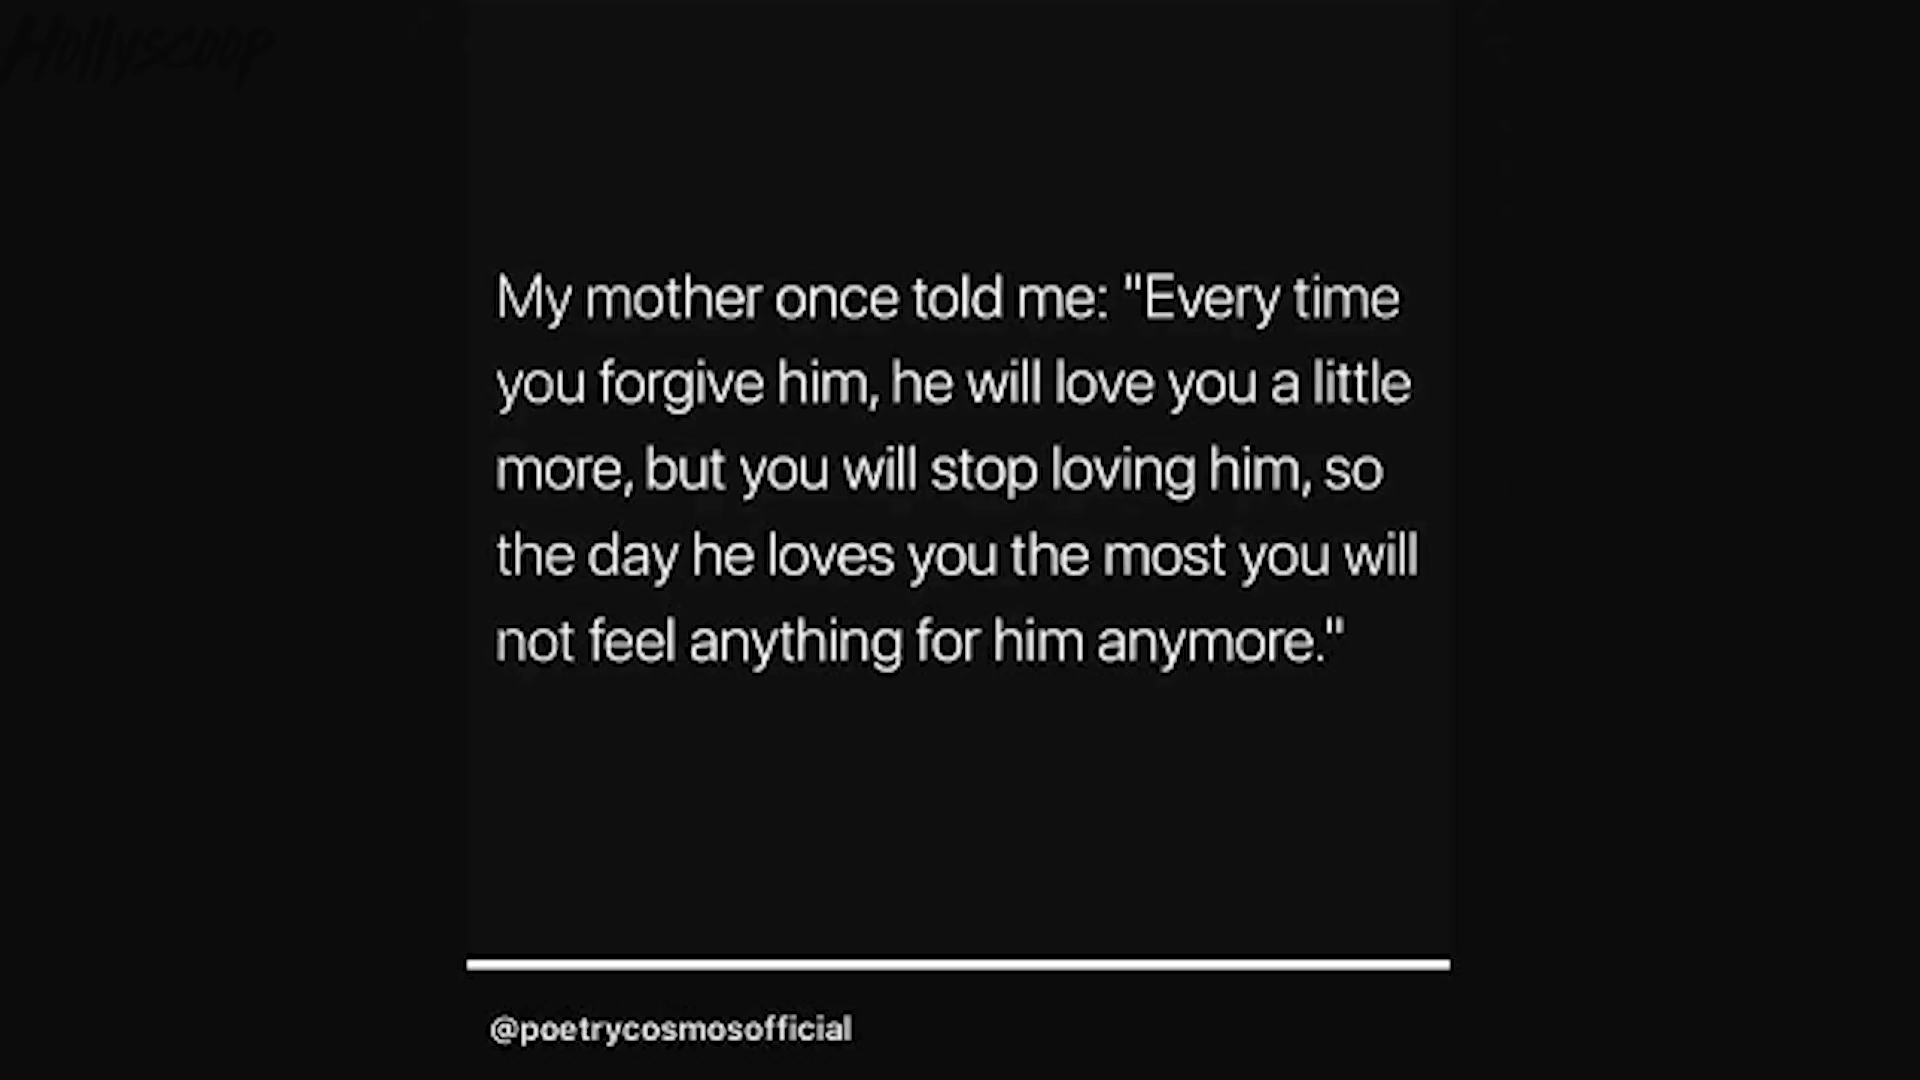 Hollyscoop
My mother once told me: "Every time
you forgive him, he will love you a little
more, but you will stop loving him, so
the day he loves you the most you will
not feel anything for him anymore."
@poetrycosmosofficial